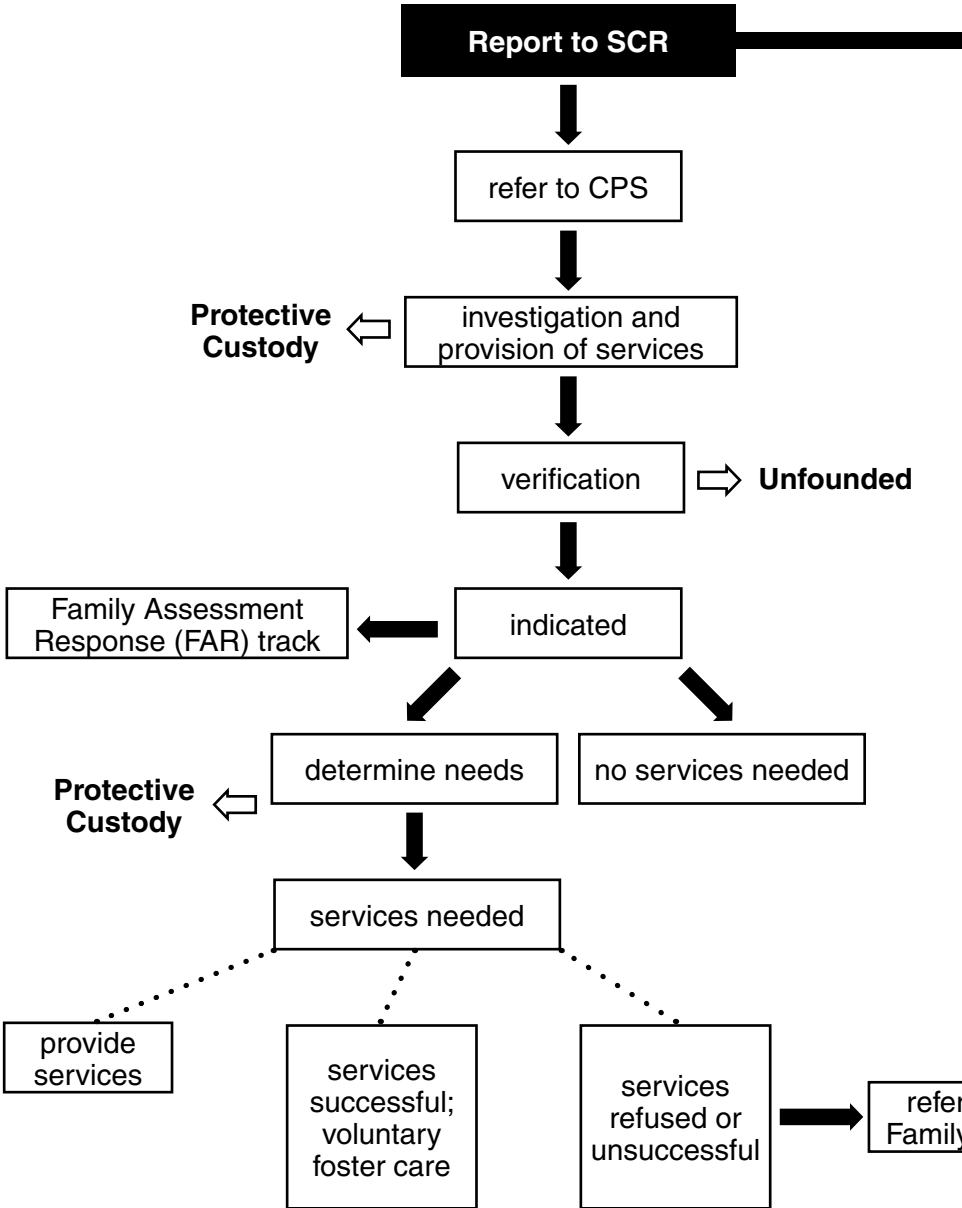 Report to SCR
refer to CPS
Protective
Custody
investigation and
provision of services
verification
Unfounded
Family Assessment
Response (FAR) track
indicated
determine needs
no services needed
Protective
Custody
services needed
provide
services
services
successful;
voluntary
foster care
services
refused or
unsuccessful
refer
Family